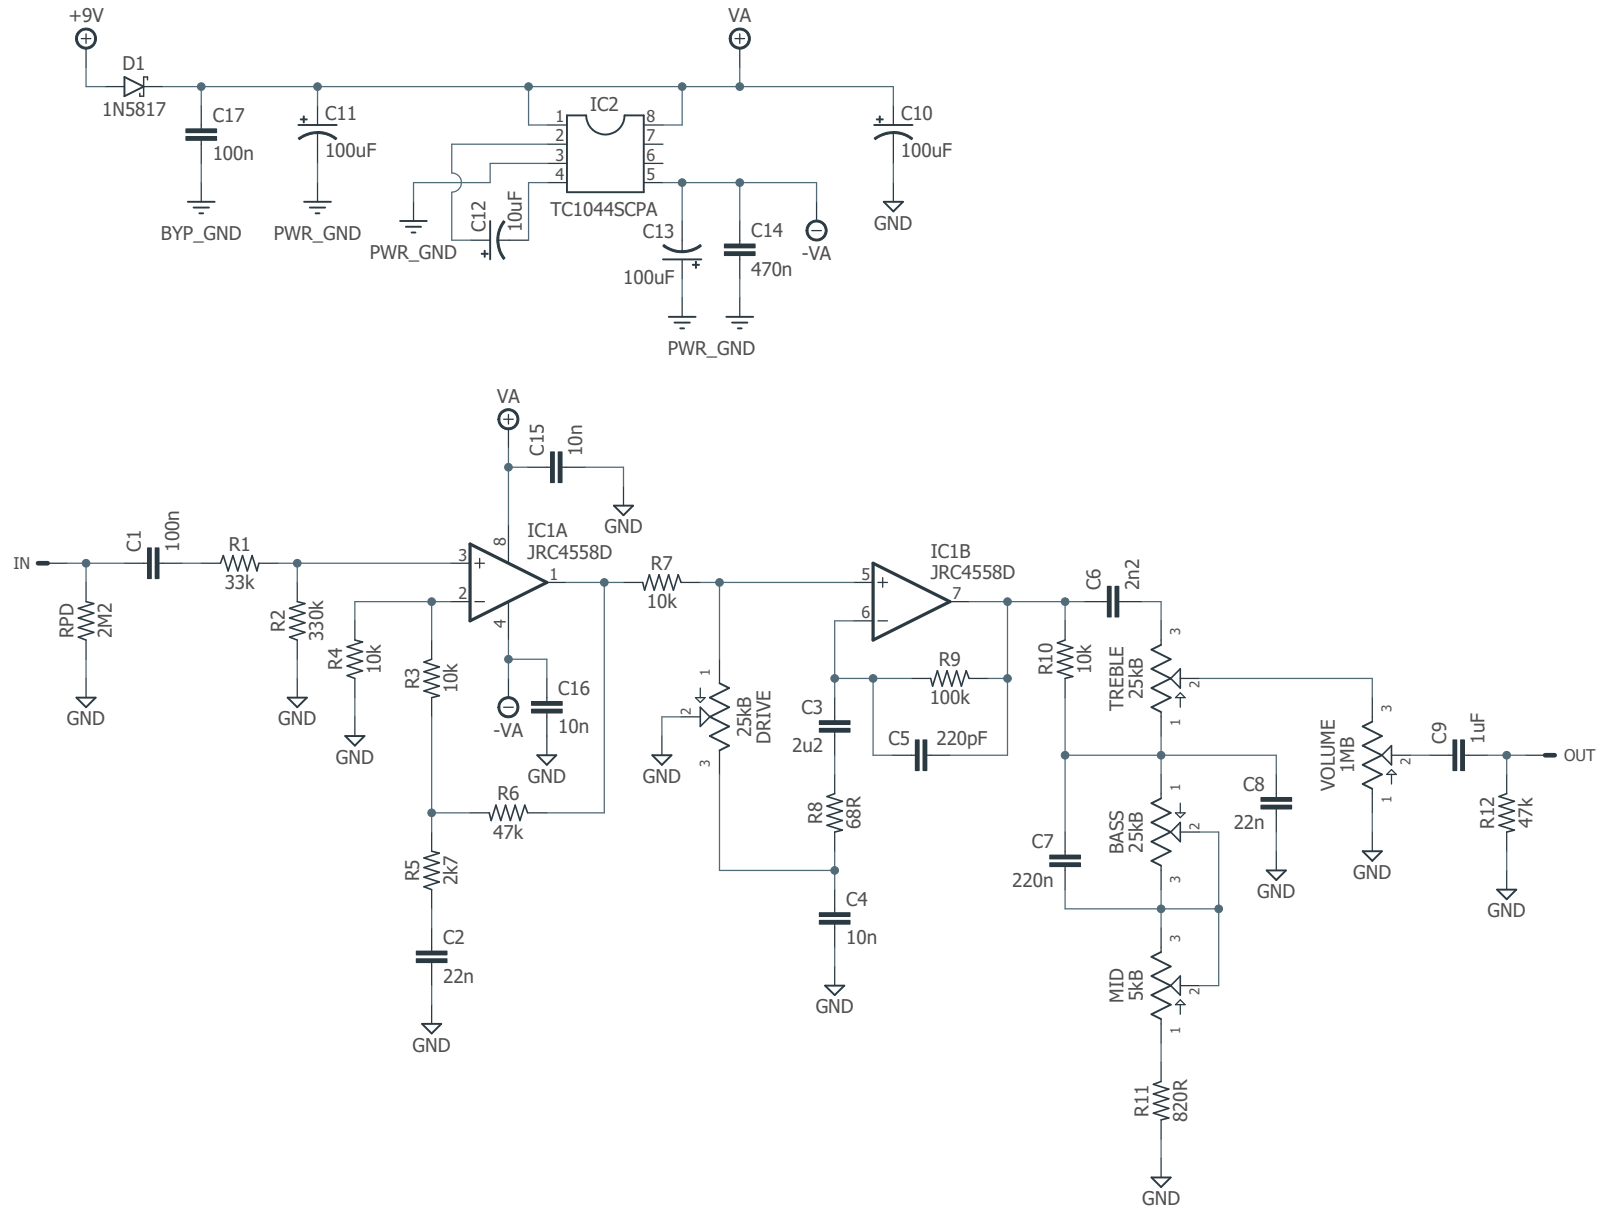 +9V
VA
D1
1N5817
C17
100n
BYP_GND
C11
100uF
PWR_GND
IC2
1
2
3
4
8
7
6
5
TC1044SCPA
PWR_GND
C12
10uF
C13
100uF
C14
470n
PWR_GND
-VA
C10
100uF
GND
VA
C15
10n
GND
IN
RPD
2M2
GND
C1
100n
R1
33k
R2
330k
GND
R4
10k
GND
R3
10k
3
2
8
4
1
IC1A
JRC4558D
-VA
C16
10n
GND
R6
47k
R5
2k7
C2
22n
GND
R7
10k
1
2
3
25kB
DRIVE
GND
IC1B
JRC4558D
5
6
7
R9
100k
C5
220pF
C3
2u2
R8
68R
C4
10n
GND
C6
2n2
R10
10k
TREBLE
25kB
3
2
1
C7
220n
BASS
25kB
1
2
3
C8
22n
GND
MID
5kB
3
2
1
R11
820R
GND
VOLUME
1MB
3
2
1
GND
C9
1uF
R12
47k
GND
OUT